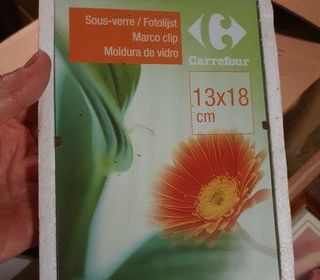 Sous-verre / Fotolijst
Marco clip
Moldura de vidro
Carrefour
13x18
cm